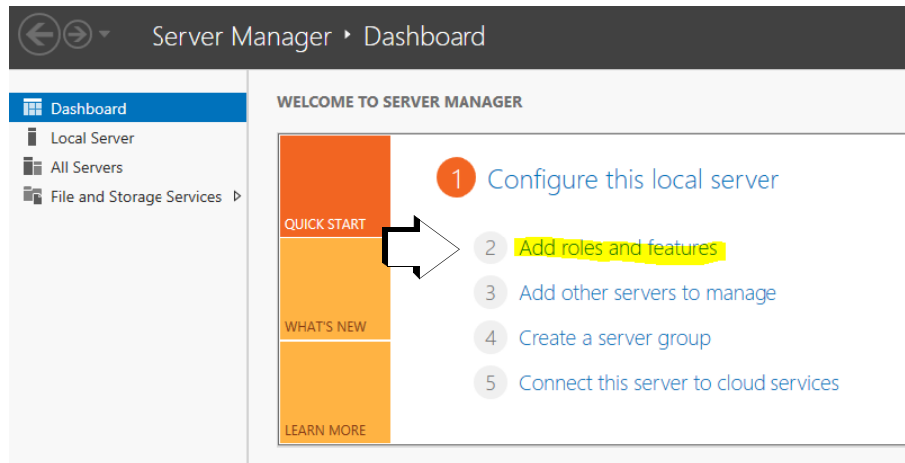 Server Manager ‣ Dashboard
Dashboard
Local Server
All Servers
File and Storage Services
WELCOME TO SERVER MANAGER
QUICK START
WHAT'S NEW
LEARN MORE
1 Configure this local server
2 Add roles and features
3 Add other servers to manage
4 Create a server group
5 Connect this server to cloud services